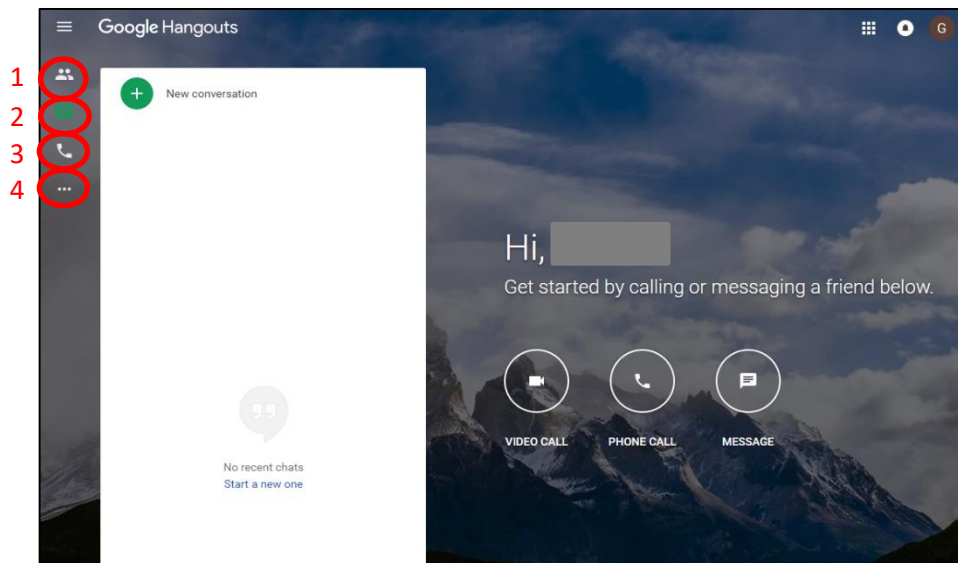 Google Hangouts
G
1
2
3
4
New conversation
Hi,
Get started by calling or messaging a friend below.
VIDEO CALL
PHONE CALL
MESSAGE
No recent chats
Start a new one